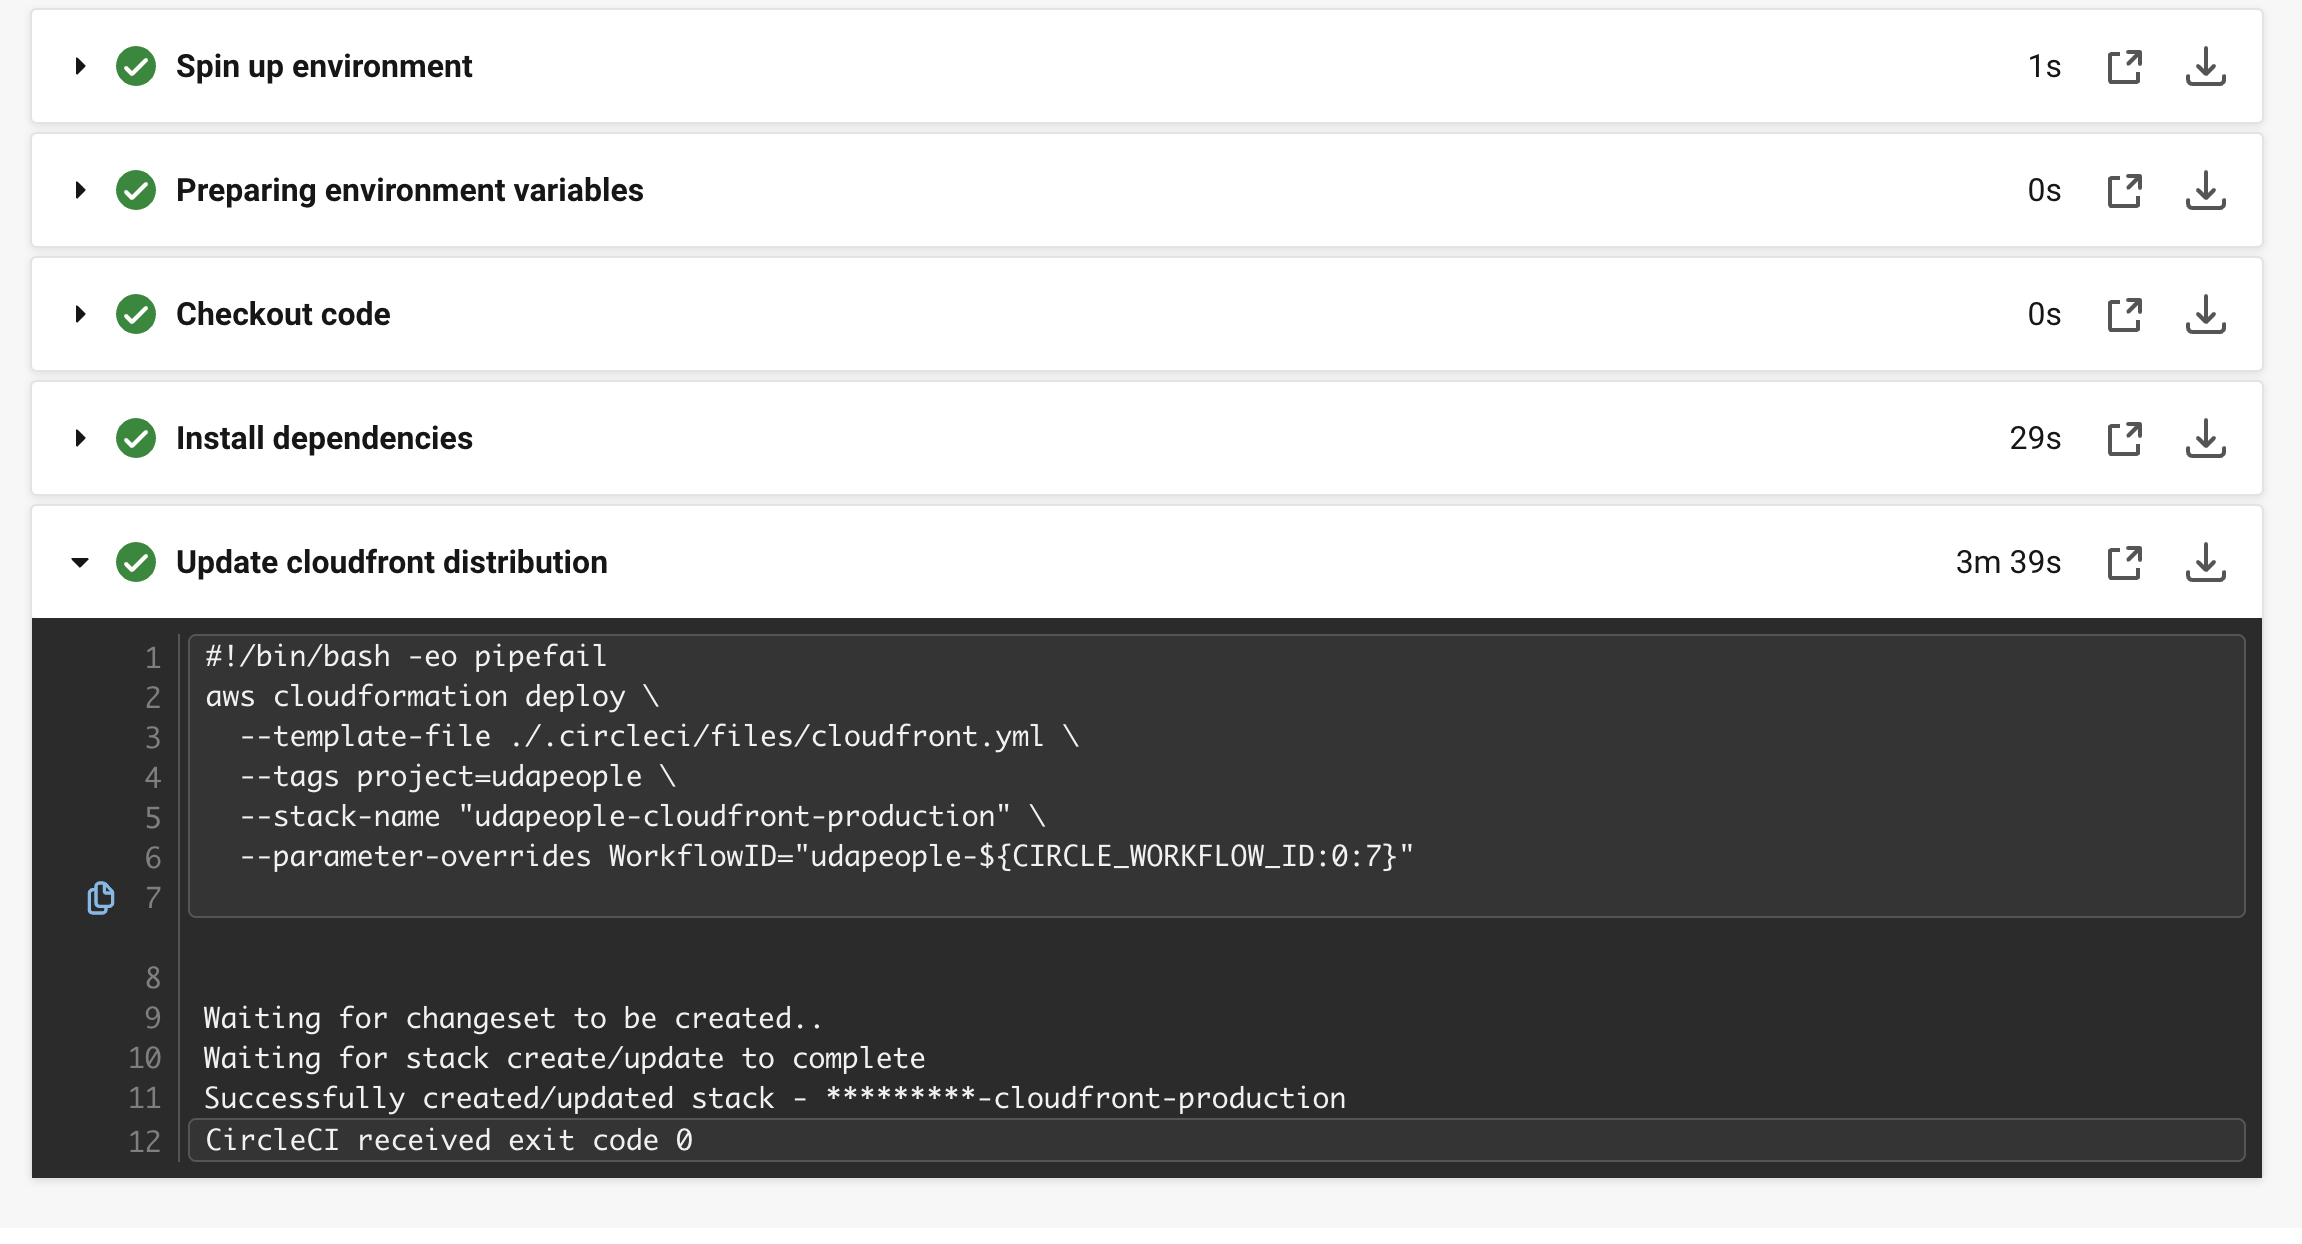 Spin up environment 1s
Preparing environment variables 0s
Checkout code 0s
Install dependencies 29s
Update cloudfront distribution 3m 39s
1 #!/bin/bash -eo pipefail
2 aws cloudformation deploy \
3   --template-file ./.circleci/files/cloudfront.yml \
4   --tags project=udapeople \
5   --stack-name "udapeople-cloudfront-production" \
6   --parameter-overrides WorkflowID="udapeople-${CIRCLE_WORKFLOW_ID:0:7}"
7
8
9 Waiting for changeset to be created..
10 Waiting for stack create/update to complete
11 Successfully created/updated stack - *********-cloudfront-production
12 CircleCI received exit code 0